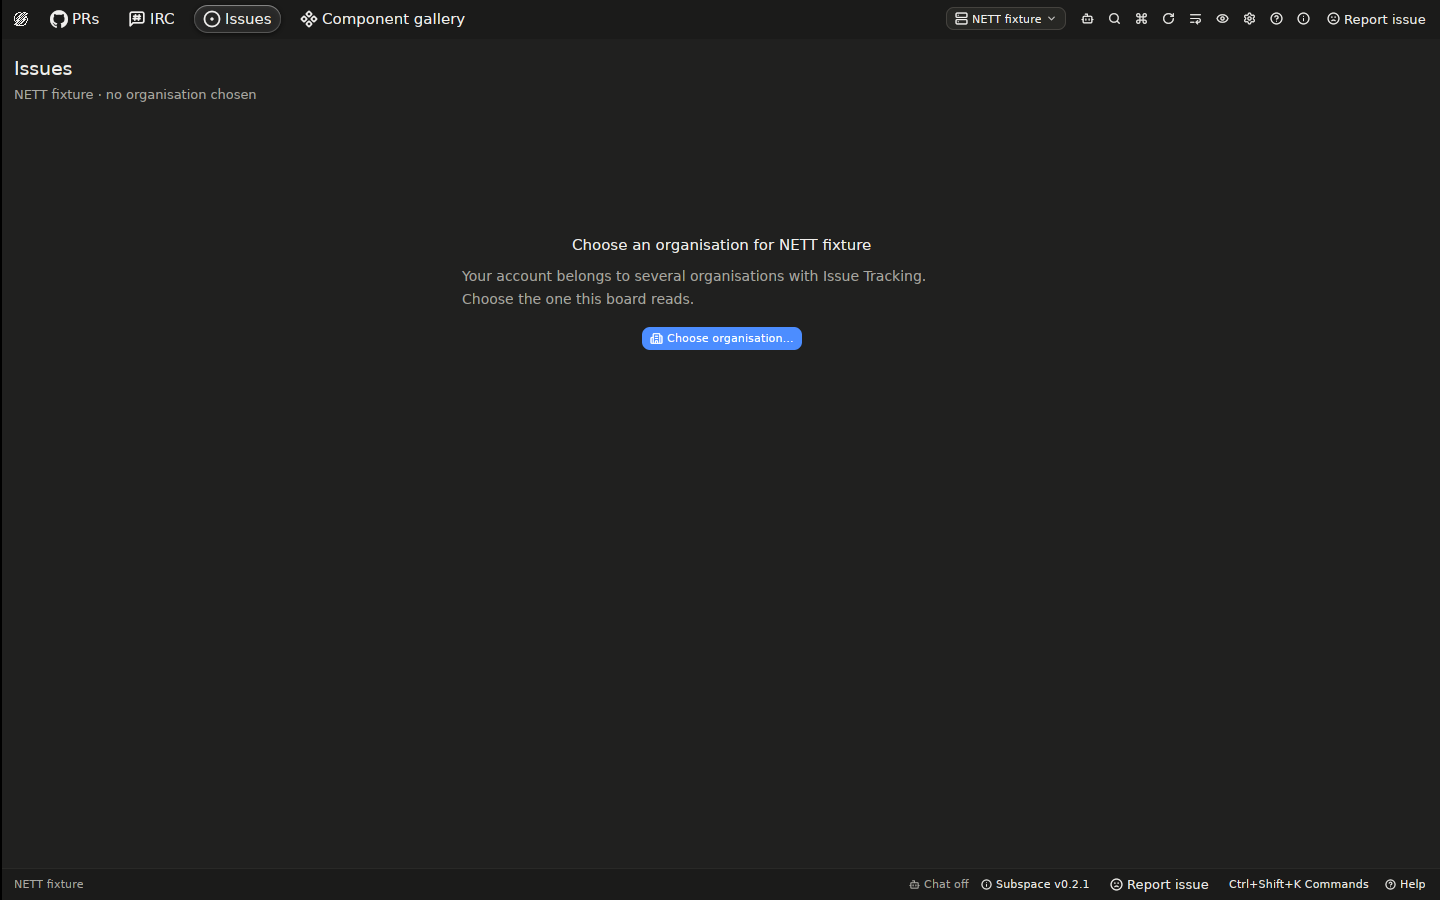 PRs
IRC
Issues
Component gallery
NETT fixture
Report issue
Issues
NETT fixture · no organisation chosen
Choose an organisation for NETT fixture
Your account belongs to several organisations with Issue Tracking.
Choose the one this board reads.
Choose organisation...
NETT fixture
Chat off
Subspace v0.2.1
Report issue
Ctrl+Shift+K Commands
Help